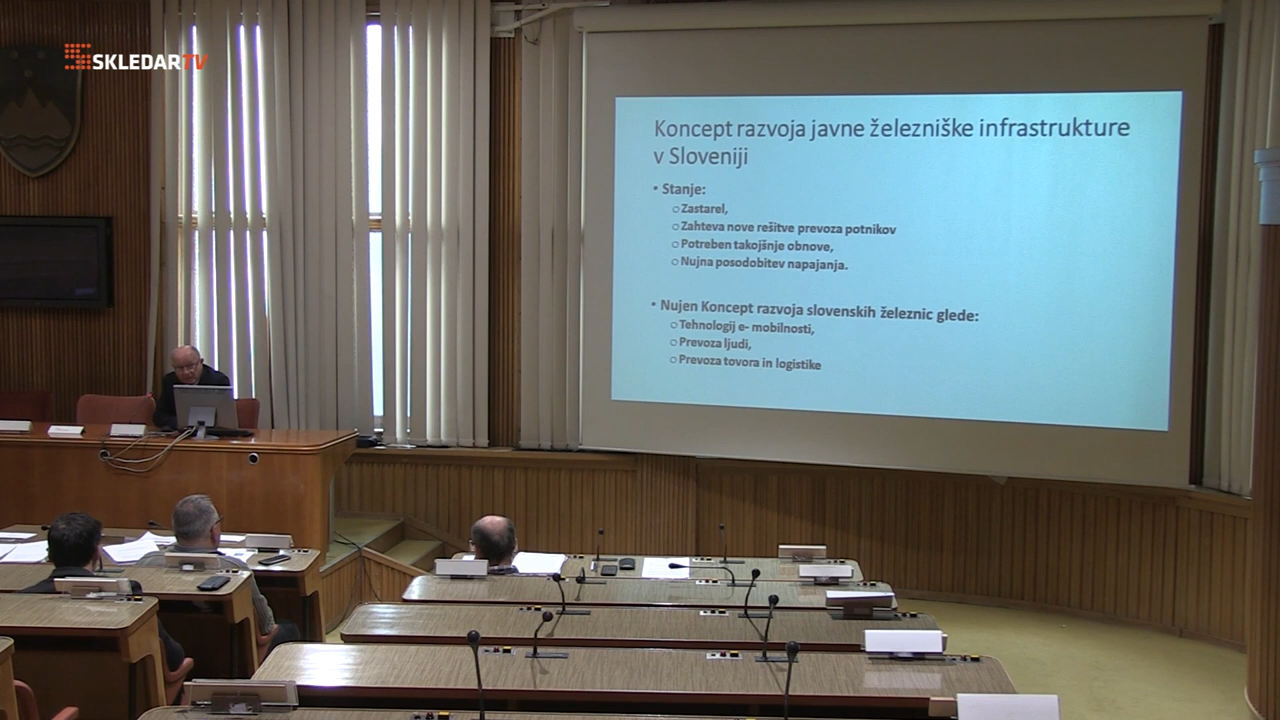 SKLEDARTV
Koncept razvoja javne železniške infrastrukture
v Sloveniji
• Stanje:
○ Zastarel,
○ Zahteva nove rešitve prevoza potnikov
○ Potreben takojšnje obnove,
○ Nujna posodobitev napajanja.
• Nujen Koncept razvoja slovenskih železnic glede:
○ Tehnologij e- mobilnosti,
○ Prevoza ljudi,
○ Prevoza tovora in logistike